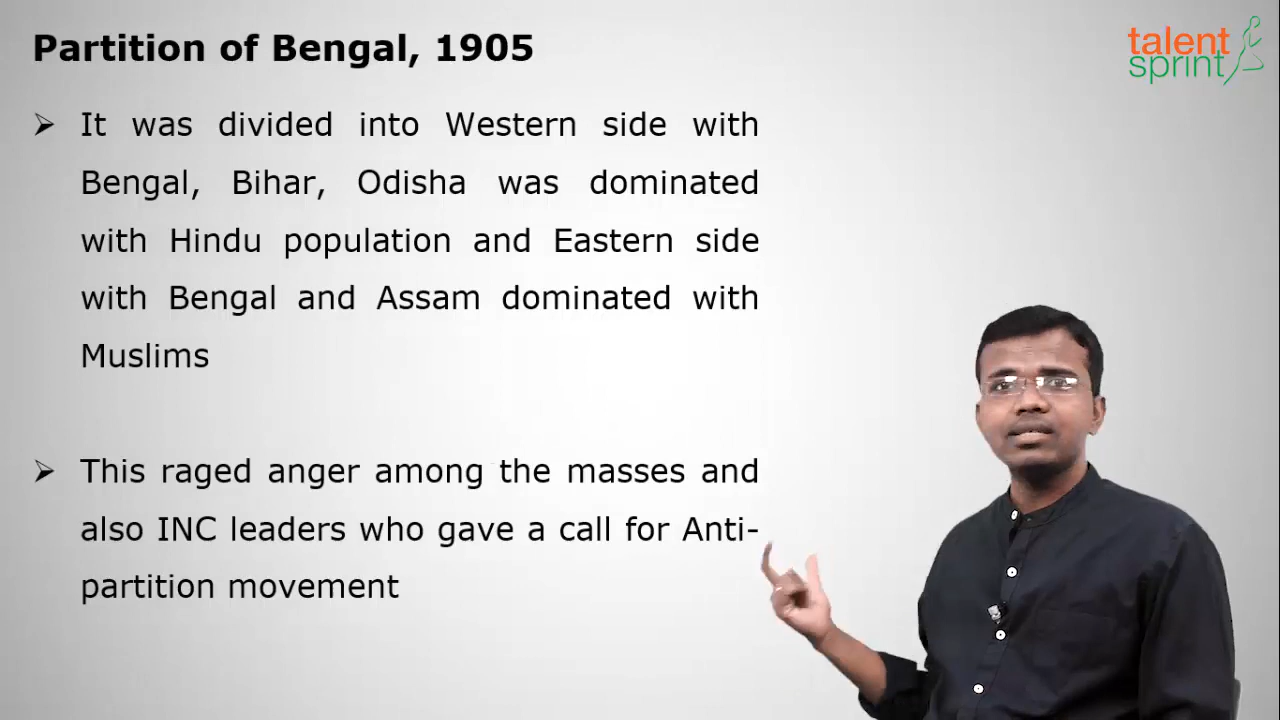 Partition of Bengal, 1905
talent
sprint
➢ It was divided into Western side with
Bengal, Bihar, Odisha was dominated
with Hindu population and Eastern side
with Bengal and Assam dominated with
Muslims
➢ This raged anger among the masses and
also INC leaders who gave a call for Anti-
partition movement